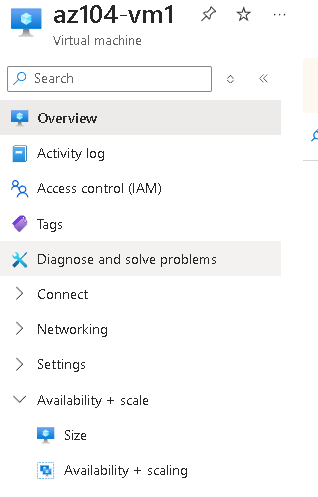 az104-vm1
Virtual machine
Search
Overview
Activity log
Access control (IAM)
Tags
Diagnose and solve problems
Connect
Networking
Settings
Availability + scale
Size
Availability + scaling